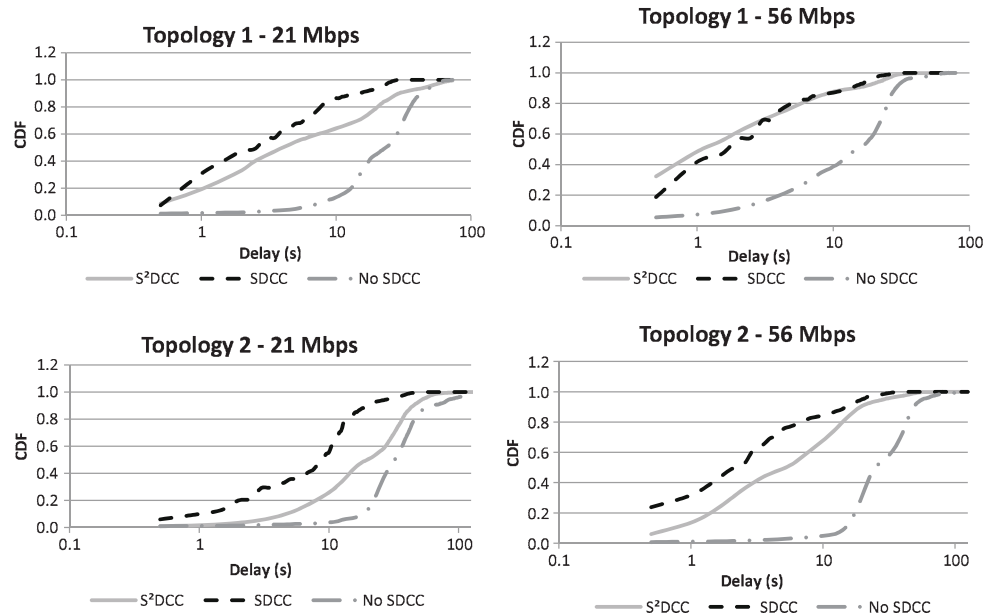 Topology 1 - 21 Mbps
1.2
1.0
0.8
0.6
0.4
0.2
0.0
CDF
0.1 1 10 100
Delay (s)
S²DCC SDCC No SDCC
Topology 1 - 56 Mbps
1.2
1.0
0.8
0.6
0.4
0.2
0.0
CDF
0.1 1 10 100
Delay (s)
S²DCC SDCC No SDCC
Topology 2 - 21 Mbps
1.2
1.0
0.8
0.6
0.4
0.2
0.0
CDF
0.1 1 10 100
Delay (s)
S²DCC SDCC No SDCC
Topology 2 - 56 Mbps
1.2
1.0
0.8
0.6
0.4
0.2
0.0
CDF
0.1 1 10 100
Delay (s)
S²DCC SDCC No SDCC